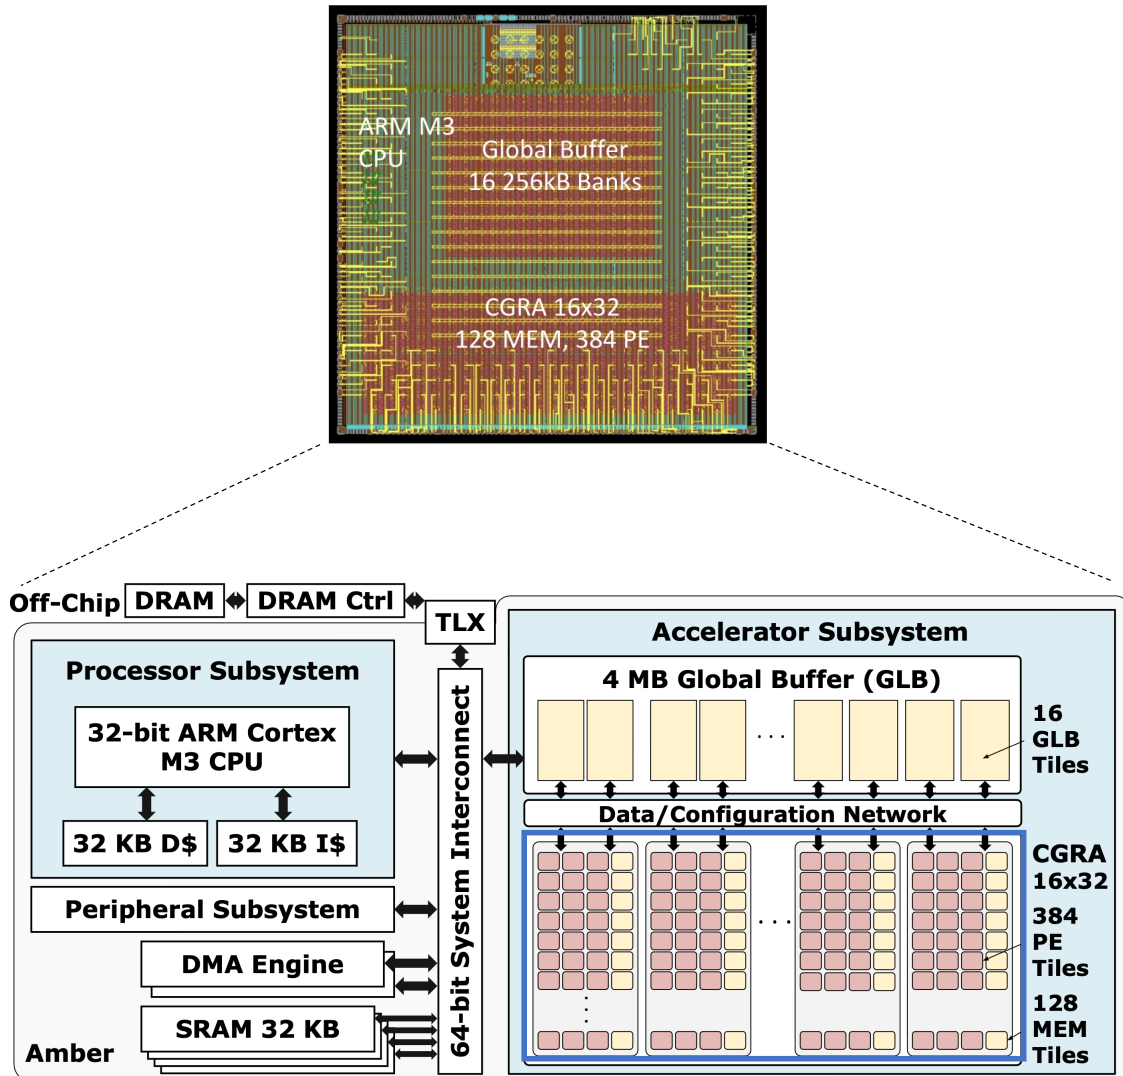 ARM M3
CPU
Global Buffer
16 256kB Banks
CGRA 16x32
128 MEM, 384 PE
Off-Chip
DRAM
DRAM Ctrl
TLX
Processor Subsystem
32-bit ARM Cortex
M3 CPU
32 KB D$
32 KB I$
Peripheral Subsystem
DMA Engine
SRAM 32 KB
Amber
64-bit System Interconnect
Accelerator Subsystem
4 MB Global Buffer (GLB)
. . .
16
GLB
Tiles
Data/Configuration Network
CGRA
16x32
384
PE
Tiles
128
MEM
Tiles
. . .